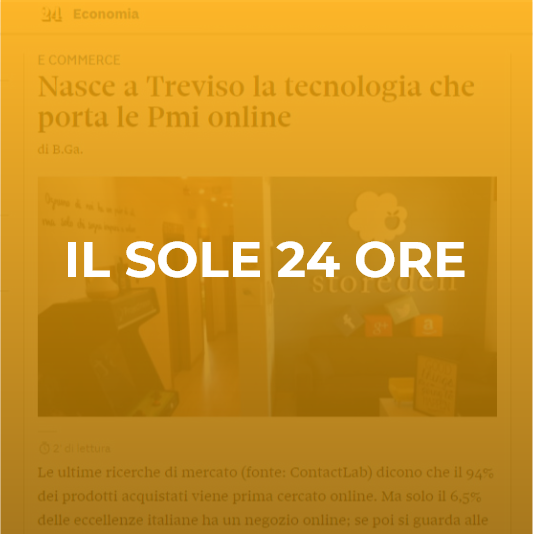 24 Economia
E COMMERCE
Nasce a Treviso la tecnologia che
porta le Pmi online
di B.Ga.
IL SOLE 24 ORE
storeden
2' di lettura
Le ultime ricerche di mercato (fonte: ContactLab) dicono che il 94%
dei prodotti acquistati viene prima cercato online. Ma solo il 6,5%
delle eccellenze italiane ha un negozio online; se poi si guarda alle